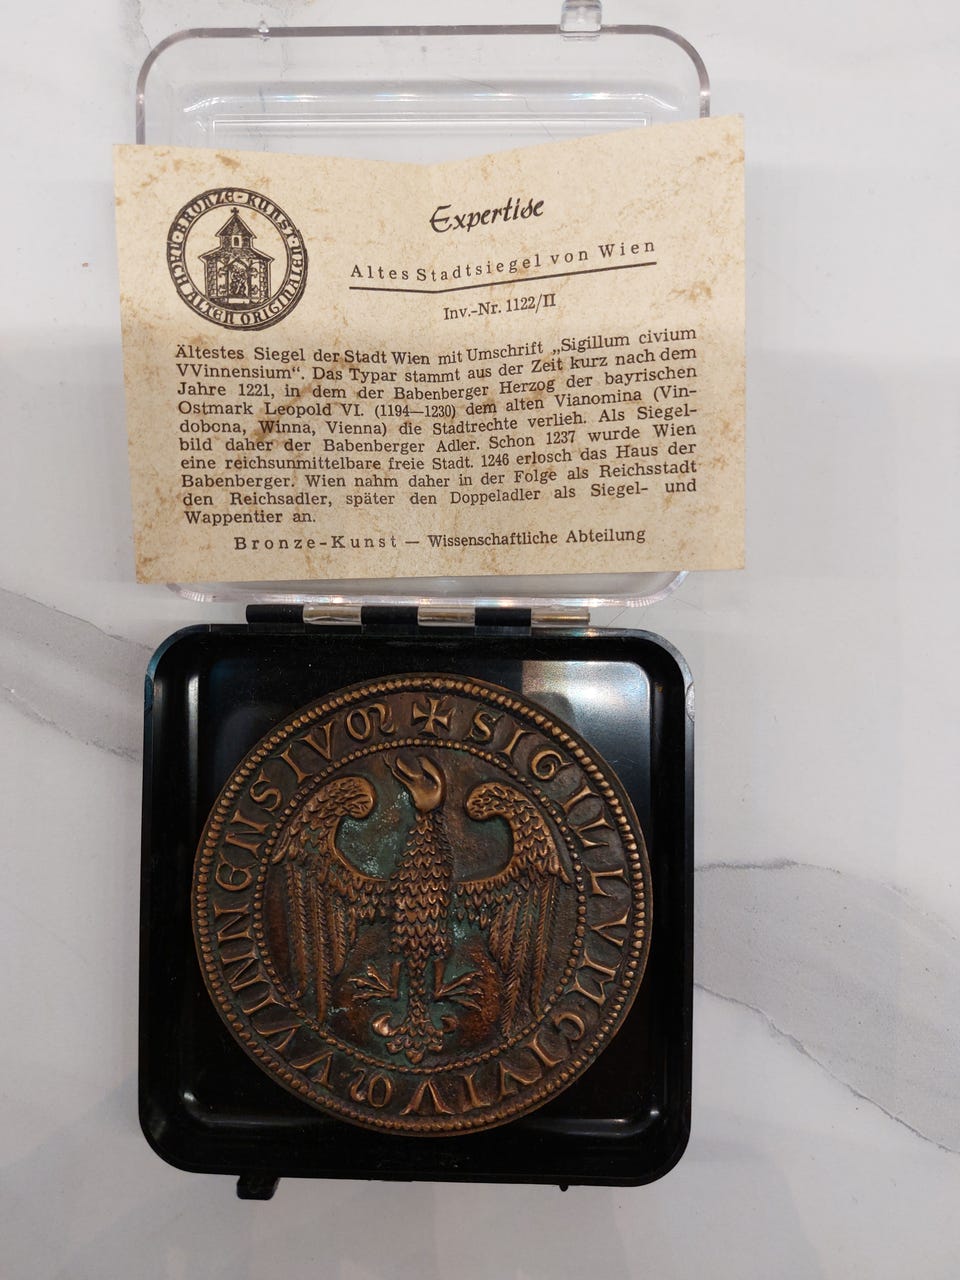 · BRONZE-KUNST · NACH ALTEN ORIGINALEN
Expertise
Altes Stadtsiegel von Wien
Inv.-Nr. 1122/II
Ältestes Siegel der Stadt Wien mit Umschrift „Sigillum civium
VVinnensium“. Das Typar stammt aus der Zeit kurz nach dem
Jahre 1221, in dem der Babenberger Herzog der bayrischen
Ostmark Leopold VI. (1194—1230) dem alten Vianomina (Vin-
dobona, Winna, Vienna) die Stadtrechte verlieh. Als Siegel-
bild daher der Babenberger Adler. Schon 1237 wurde Wien
eine reichsunmittelbare freie Stadt. 1246 erlosch das Haus der
Babenberger. Wien nahm daher in der Folge als Reichsstadt
den Reichsadler, später den Doppeladler als Siegel- und
Wappentier an.
Bronze-Kunst — Wissenschaftliche Abteilung
✠ SIGILLVM·CIVIVM VVINNENSIVM